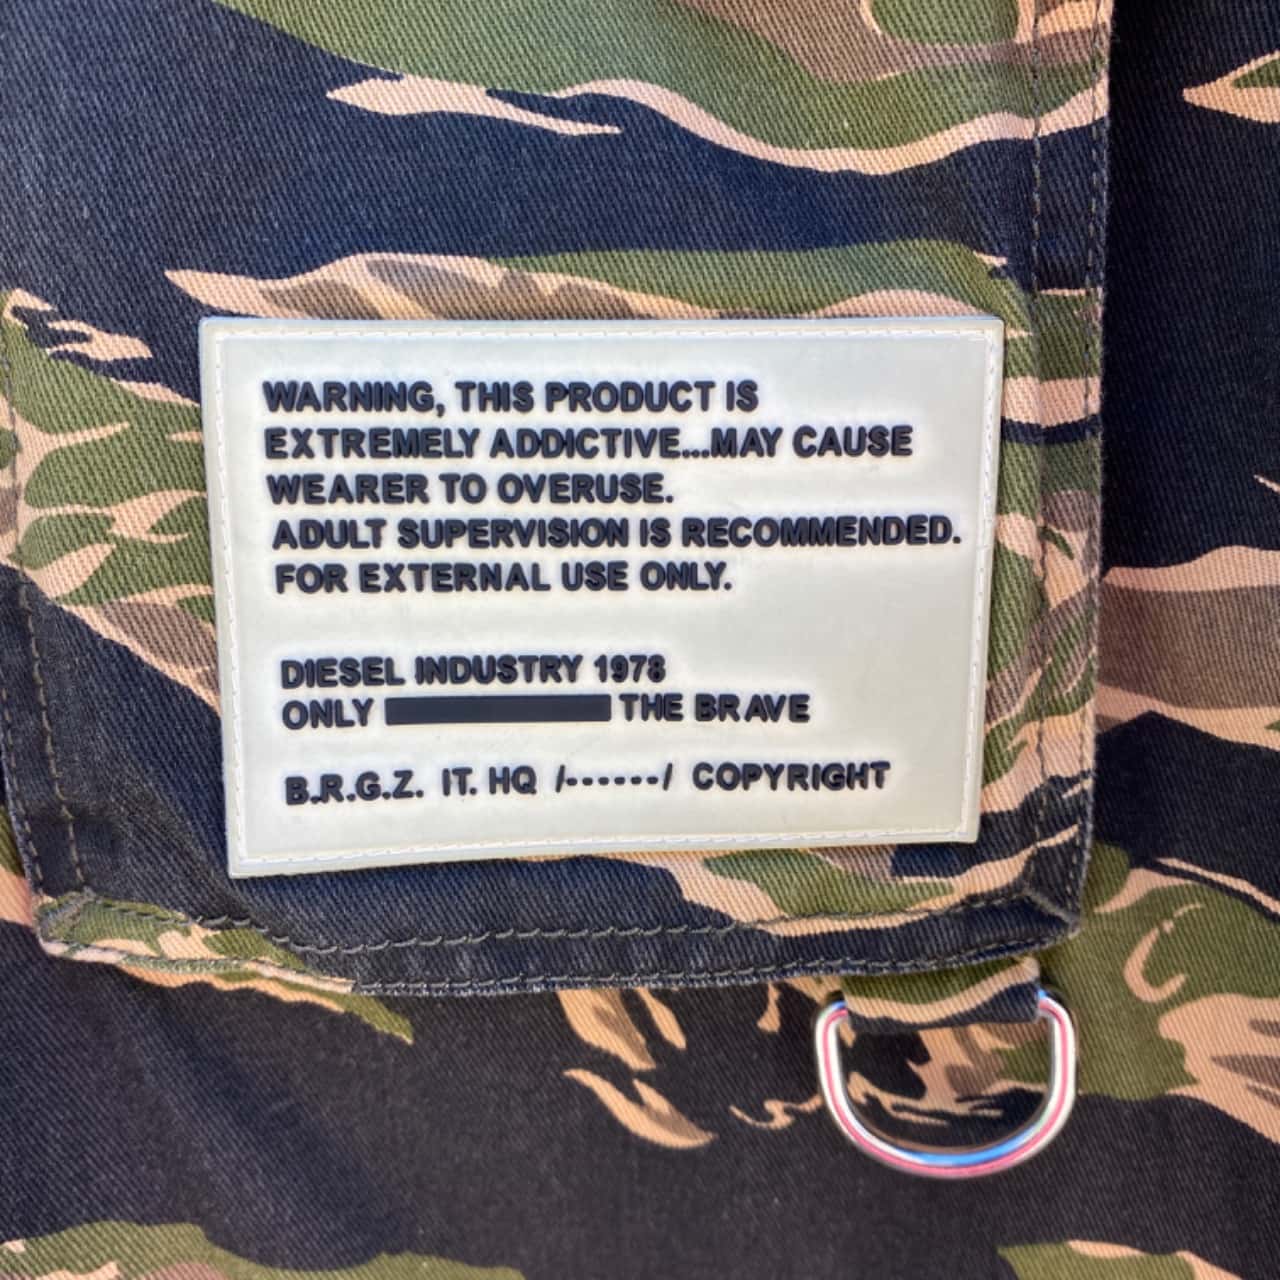 WARNING, THIS PRODUCT IS
EXTREMELY ADDICTIVE...MAY CAUSE
WEARER TO OVERUSE.
ADULT SUPERVISION IS RECOMMENDED.
FOR EXTERNAL USE ONLY.
DIESEL INDUSTRY 1978
ONLY THE BRAVE
B.R.G.Z. IT. HQ /------/ COPYRIGHT